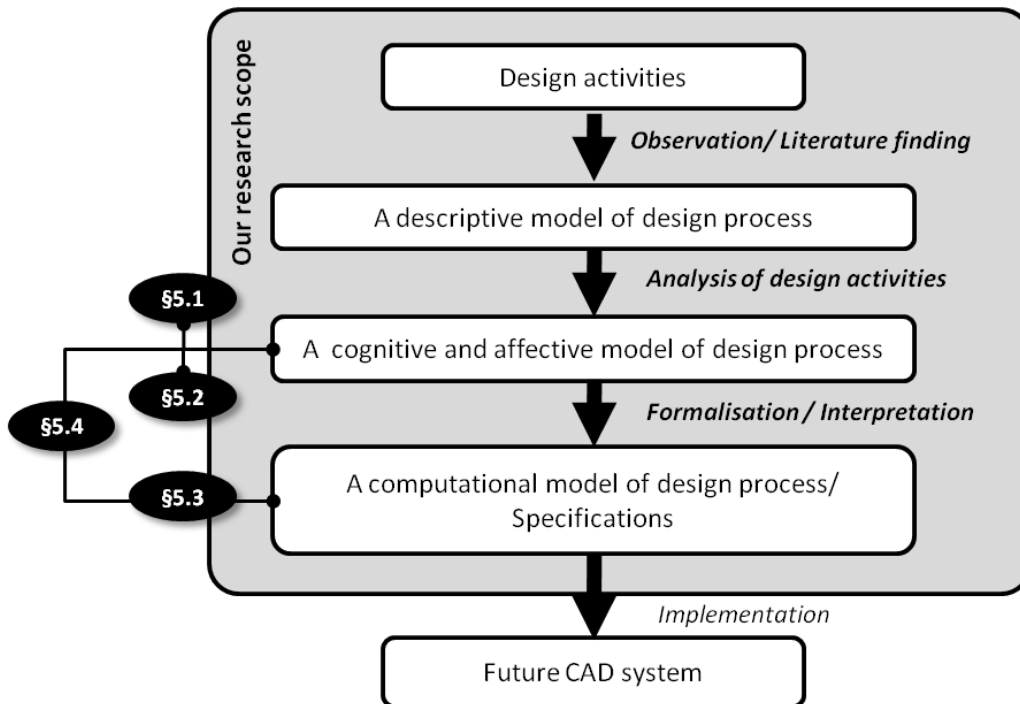 Our research scope
Design activities
Observation/ Literature finding
A descriptive model of design process
Analysis of design activities
§5.1
A cognitive and affective model of design process
§5.2
Formalisation / Interpretation
§5.4
§5.3
A computational model of design process/
Specifications
Implementation
Future CAD system